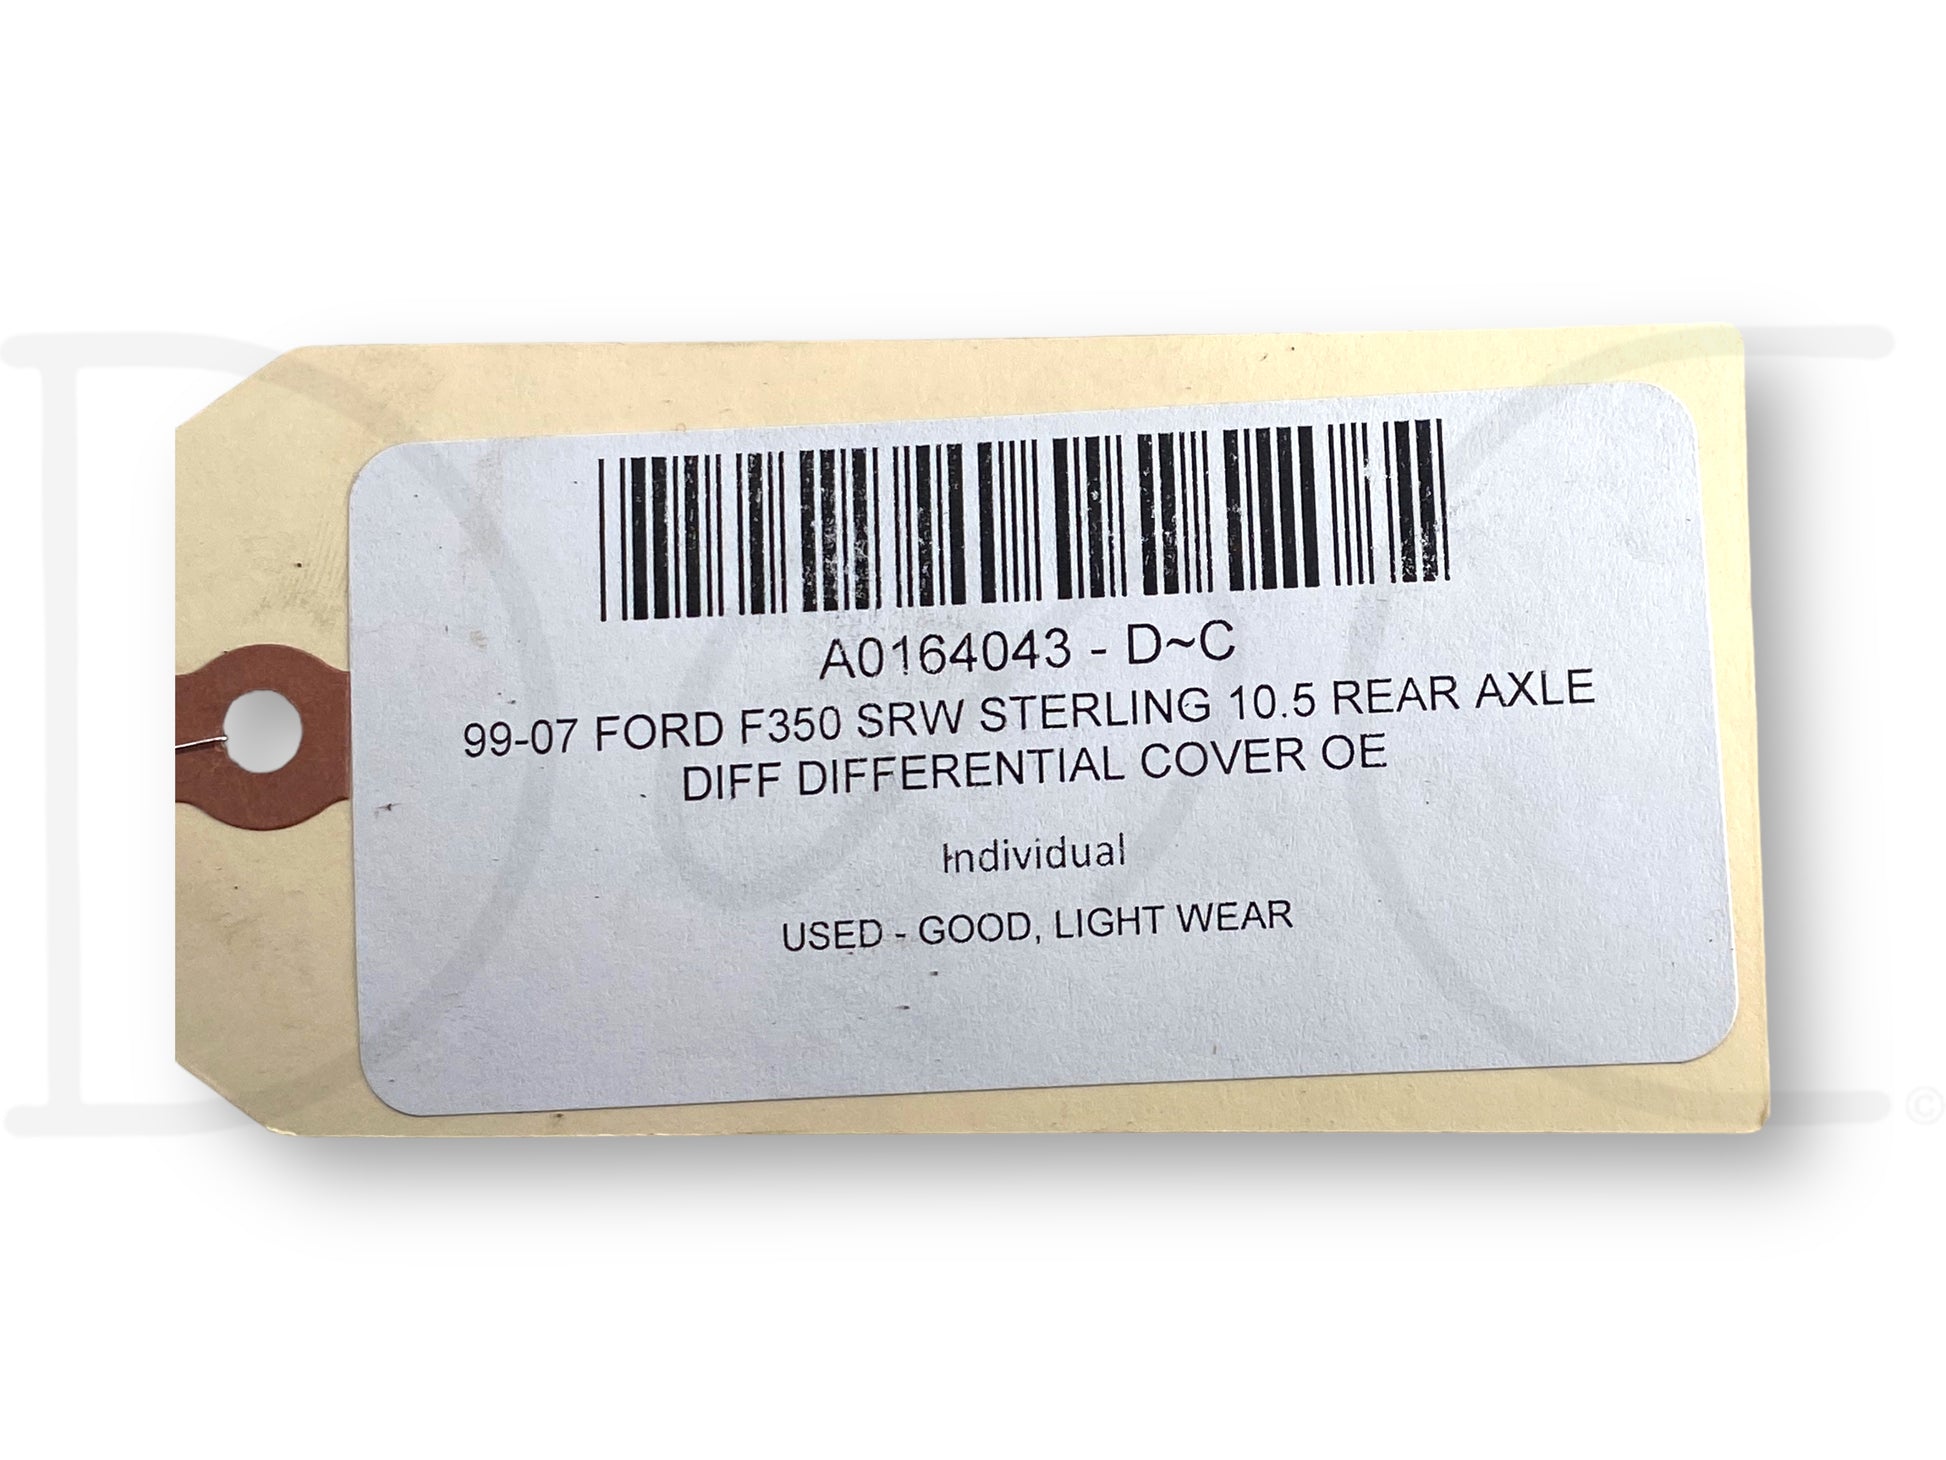 A0164043 - D~C
99-07 FORD F350 SRW STERLING 10.5 REAR AXLE
DIFF DIFFERENTIAL COVER OE
Individual
USED - GOOD, LIGHT WEAR
D C
©